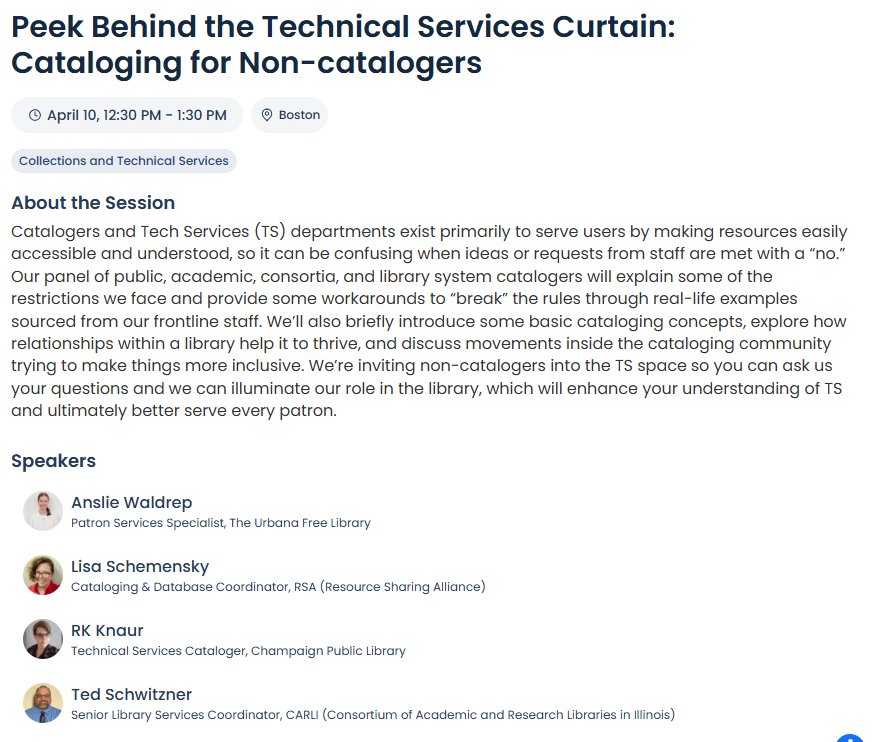 Peek Behind the Technical Services Curtain:
Cataloging for Non-catalogers
April 10, 12:30 PM - 1:30 PM
Boston
Collections and Technical Services
About the Session
Catalogers and Tech Services (TS) departments exist primarily to serve users by making resources easily
accessible and understood, so it can be confusing when ideas or requests from staff are met with a “no.”
Our panel of public, academic, consortia, and library system catalogers will explain some of the
restrictions we face and provide some workarounds to “break” the rules through real-life examples
sourced from our frontline staff. We’ll also briefly introduce some basic cataloging concepts, explore how
relationships within a library help it to thrive, and discuss movements inside the cataloging community
trying to make things more inclusive. We’re inviting non-catalogers into the TS space so you can ask us
your questions and we can illuminate our role in the library, which will enhance your understanding of TS
and ultimately better serve every patron.
Speakers
Anslie Waldrep
Patron Services Specialist, The Urbana Free Library
Lisa Schemensky
Cataloging & Database Coordinator, RSA (Resource Sharing Alliance)
RK Knaur
Technical Services Cataloger, Champaign Public Library
Ted Schwitzner
Senior Library Services Coordinator, CARLI (Consortium of Academic and Research Libraries in Illinois)